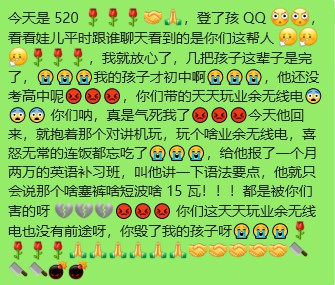 今天是 520 🌹🌹🌹🤝🙏，登了孩 QQ 😳😳，
看看娃儿平时跟谁聊天看到的是你们这帮人 🤭🤭
🤭🌹🌹🌹，我就放心了，几把孩子这辈子是完
了，😭😭😭我的孩子才初中啊😭😭😭，他还没
考高中呢😡😡😡，你们带的天天玩业余无线电😨
😨😨 你们呐，真是气死我了😡😡😡今天他回
来，就抱着那个对讲机玩，玩个啥业余无线电，喜
怒无常的连饭都忘吃了😭😭😭，给他报了一个月
两万的英语补习班，叫他讲一下语法要点，他就只
会说那个啥塞裤啥短波啥 15 瓦！！！都是被你们
害的呀 💔💔💔😡😡😡 你们这天天玩业余无线
电也没有前途呀，你毁了我的孩子呀😭😭😭🌹
🌹🌹🙏🙏🙏🙏🙏🤝🤝🤝🤝🤝🔪
🔪🔪💣💣